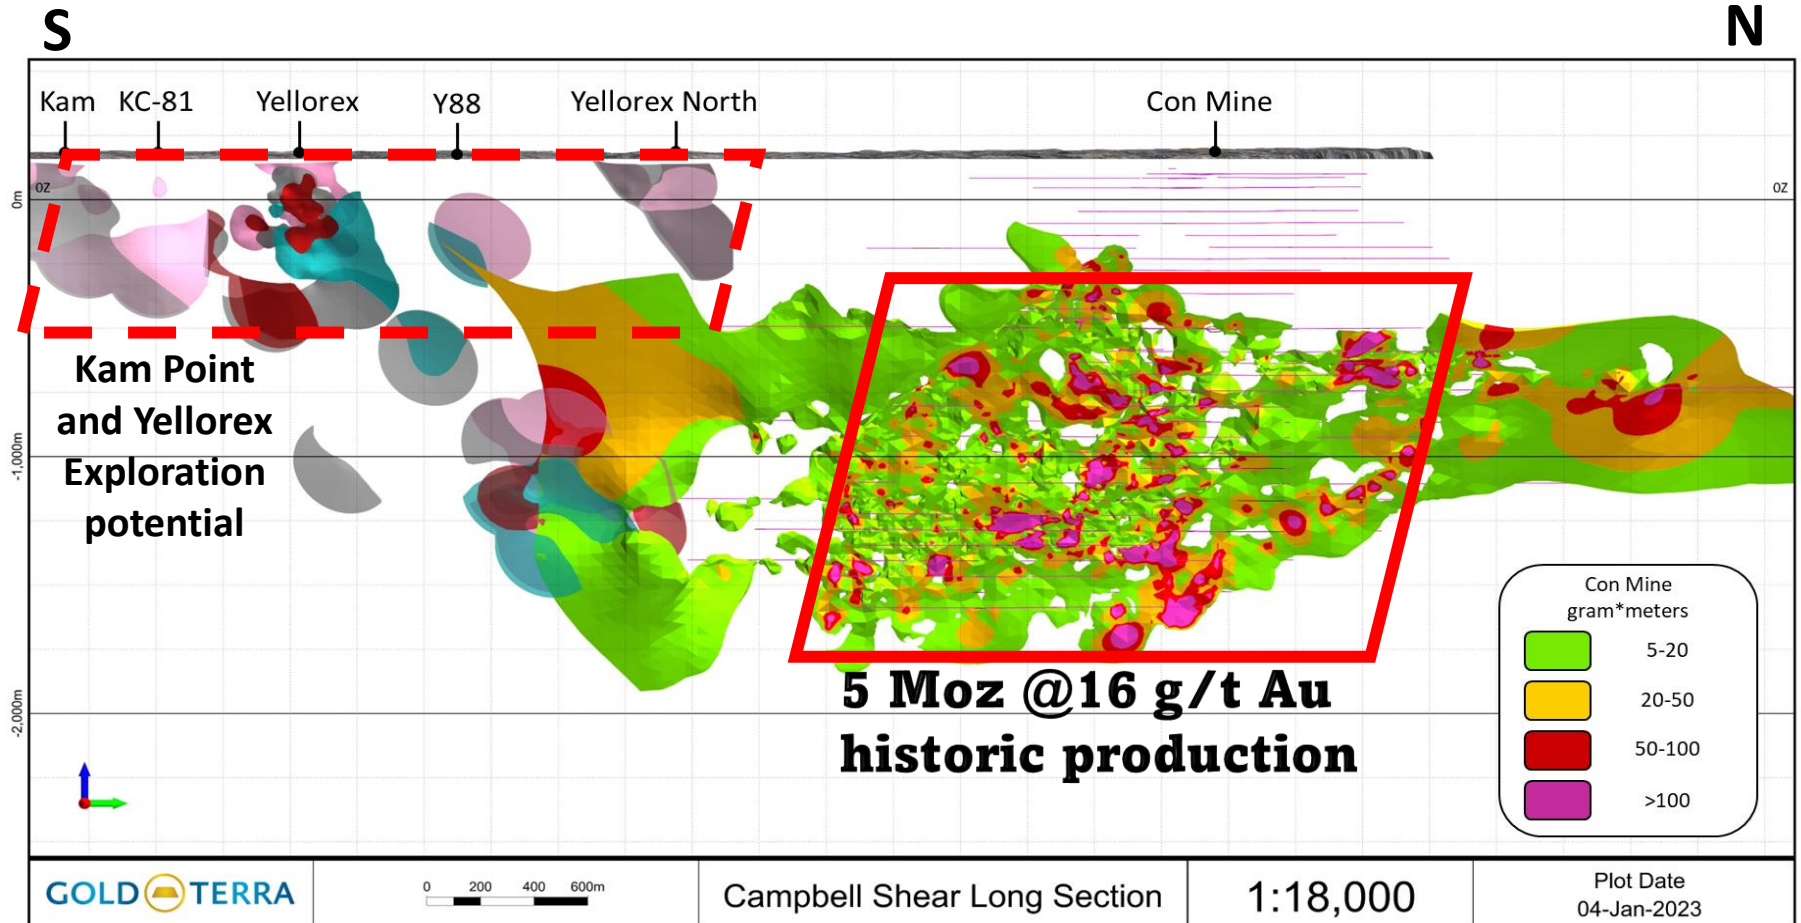 S
N
Kam KC-81 Yellorex Y88 Yellorex North Con Mine
0Z
0Z
0m
-1,000m
-2,000m
Kam Point
and Yellorex
Exploration
potential
5 Moz @16 g/t Au
historic production
Con Mine
gram*meters
5-20
20-50
50-100
>100
GOLD TERRA
0 200 400 600m
Campbell Shear Long Section
1:18,000
Plot Date
04-Jan-2023